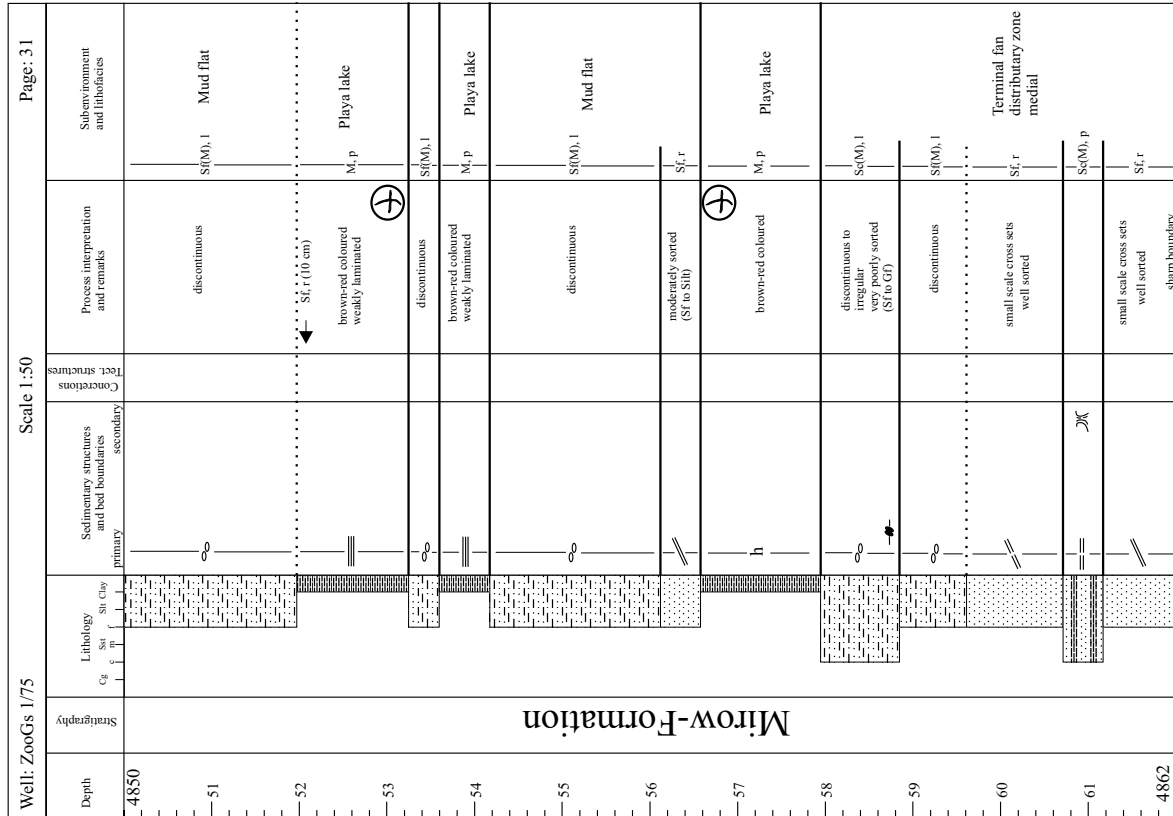 Well: ZooGs 1/75
Scale 1:50
Page: 31
Depth
Stratigraphy
Lithology
Cg
Sst
c
m
f
Slt
Clay
Sedimentary structures
and bed boundaries
primary
secondary
Concretions
Tect. structures
Process interpretation
and remarks
Subenvironment
and lithofacies
4850
51
52
53
54
55
56
57
58
59
60
61
4862
Mirow-Formation
h
discontinuous
Sf, r (10 cm)
brown-red coloured
weakly laminated
discontinuous
brown-red coloured
weakly laminated
discontinuous
moderately sorted
(Sf to Silt)
brown-red coloured
discontinuous to
irregular
very poorly sorted
(Sf to Gf)
discontinuous
small scale cross sets
well sorted
small scale cross sets
well sorted
sharp boundary
Sf(M), l
M, p
Sf(M), l
M, p
Sf(M), l
Sf, r
M, p
Sc(M), l
Sf(M), l
Sf, r
Sc(M), p
Sf, r
Mud flat
Playa lake
Playa lake
Mud flat
Playa lake
Terminal fan
distributary zone
medial